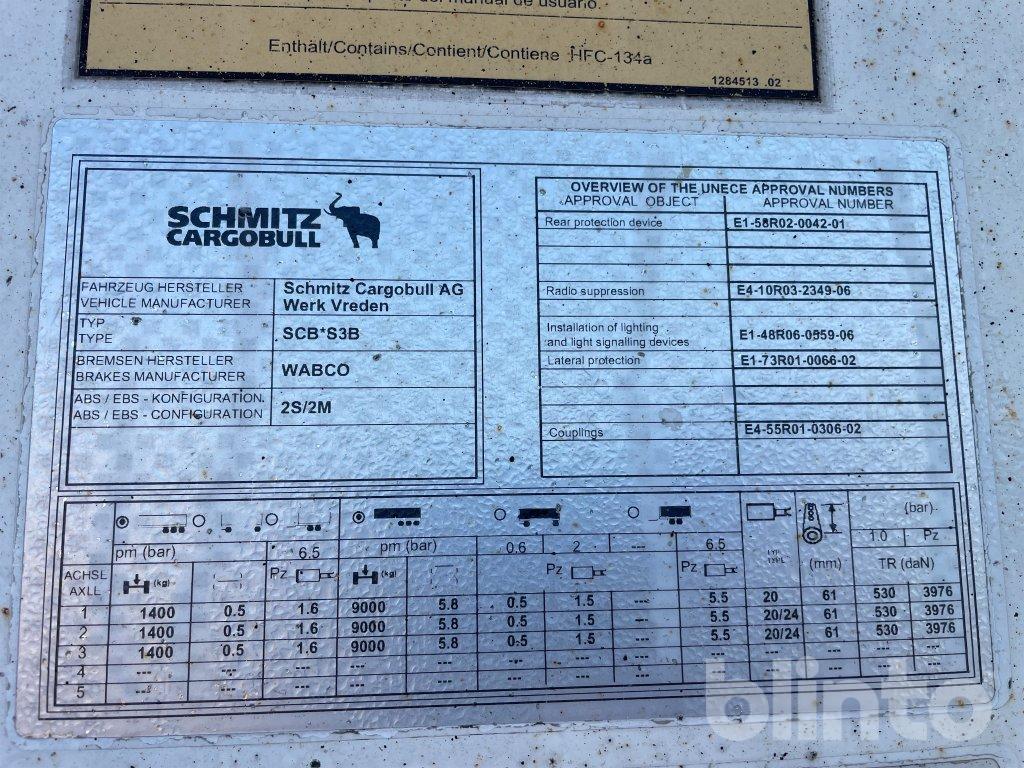 del manual de usuario.
Enthält/Contains/Contient/Contiene HFC-134a
1284513 .02
SCHMITZ
CARGOBULL
FAHRZEUG HERSTELLER
VEHICLE MANUFACTURER
Schmitz Cargobull AG
Werk Vreden
TYP
TYPE
SCB*S3B
BREMSEN HERSTELLER
BRAKES MANUFACTURER
WABCO
ABS / EBS - KONFIGURATION.
ABS / EBS - CONFIGURATION
2S/2M
OVERVIEW OF THE UNECE APPROVAL NUMBERS
APPROVAL OBJECT APPROVAL NUMBER
Rear protection device E1-58R02-0042-01
Radio suppression E4-10R03-2349-06
Installation of lighting
and light signalling devices E1-48R06-0559-06
Lateral protection E1-73R01-0066-02
Couplings E4-55R01-0306-02
(bar)
pm (bar) 6.5 pm (bar) 0.6 2 --- 6.5 1.0 Pz
ACHSL
AXLL
(kg) Pz (kg) Pz Pz (mm) TR (daN)
1 1400 0.5 1.6 9000 5.8 0.5 1.5 --- 5.5 20 61 530 3976
2 1400 0.5 1.6 9000 5.8 0.5 1.5 --- 5.5 20/24 61 530 3976
3 1400 0.5 1.6 9000 5.8 0.5 1.5 --- 5.5 20/24 61 530 3976
4 --- --- --- --- --- --- --- --- --- --- --- --- ---
5 --- --- --- --- --- --- --- --- --- --- --- --- ---
blinto